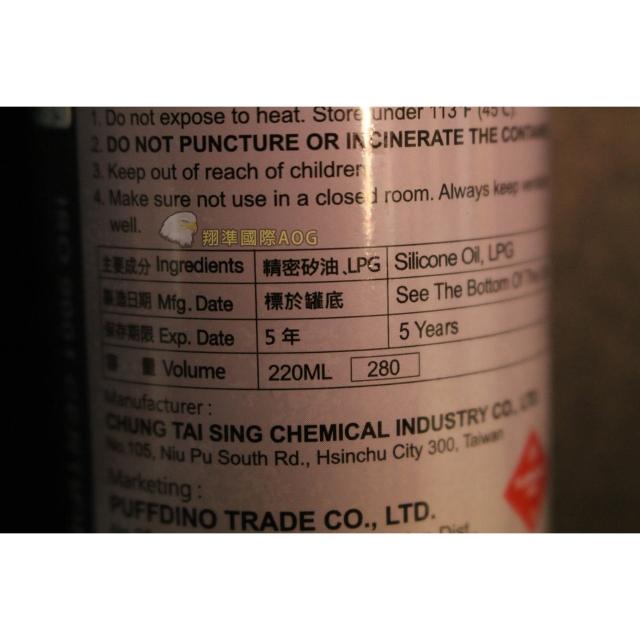 1. Do not expose to heat. Store under 113°F (45°C)
2. DO NOT PUNCTURE OR INCINERATE THE
3. Keep out of reach of children
4. Make sure not use in a closed room. Always keep
well.
翔準國際AOG
主要成分 Ingredients 精密矽油、LPG Silicone Oil, LPG
製造日期 Mfg. Date 標於罐底 See The Bottom Of
保存期限 Exp. Date 5 年 5 Years
容 量 Volume 220ML 280
Manufacturer :
CHUNG TAI SING CHEMICAL INDUSTRY CO., LTD
No.105, Niu Pu South Rd., Hsinchu City 300, Taiwan
Marketing :
PUFFDINO TRADE CO., LTD.
Dist.